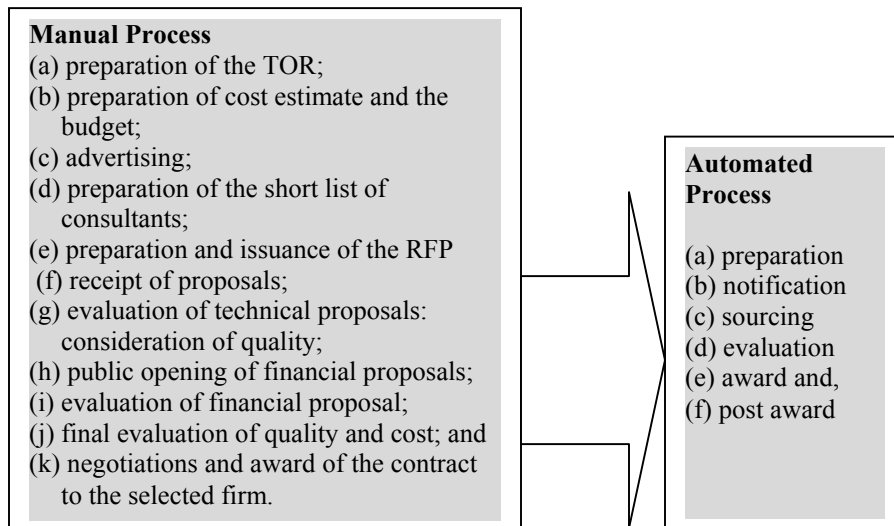 Manual Process
(a) preparation of the TOR;
(b) preparation of cost estimate and the
budget;
(c) advertising;
(d) preparation of the short list of
consultants;
(e) preparation and issuance of the RFP
(f) receipt of proposals;
(g) evaluation of technical proposals:
consideration of quality;
(h) public opening of financial proposals;
(i) evaluation of financial proposal;
(j) final evaluation of quality and cost; and
(k) negotiations and award of the contract
to the selected firm.
Automated
Process
(a) preparation
(b) notification
(c) sourcing
(d) evaluation
(e) award and,
(f) post award